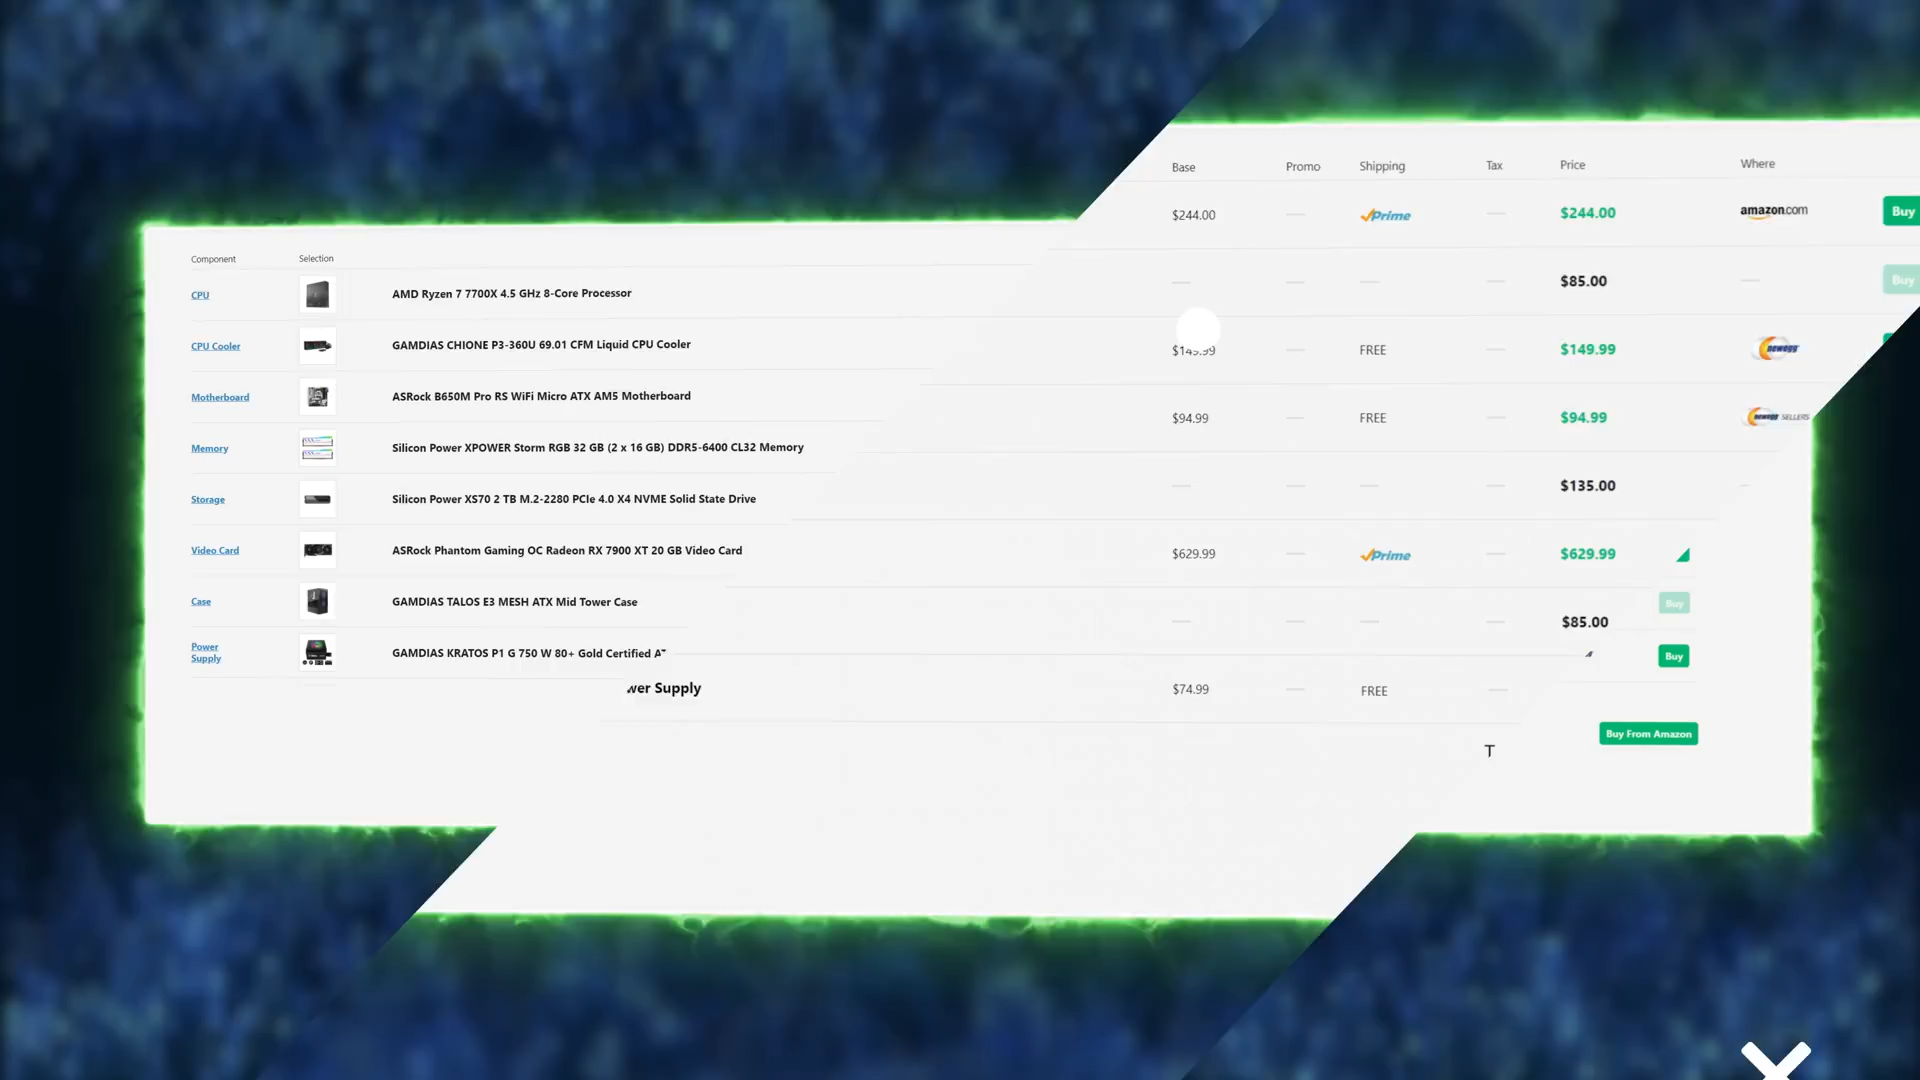 Base Promo Shipping Tax Price Where
$244.00 Prime $244.00 amazon.com Buy
$85.00 Buy
FREE $149.99 newegg
$94.99 FREE $94.99 newegg SELLERS
$135.00
$629.99 Prime $629.99
Buy
$85.00
Buy
$74.99 FREE
Buy From Amazon
T
Component Selection
CPU AMD Ryzen 7 7700X 4.5 GHz 8-Core Processor
CPU Cooler GAMDIAS CHIONE P3-360U 69.01 CFM Liquid CPU Cooler
Motherboard ASRock B650M Pro RS WiFi Micro ATX AM5 Motherboard
Memory Silicon Power XPOWER Storm RGB 32 GB (2 x 16 GB) DDR5-6400 CL32 Memory
Storage Silicon Power XS70 2 TB M.2-2280 PCIe 4.0 X4 NVME Solid State Drive
Video Card ASRock Phantom Gaming OC Radeon RX 7900 XT 20 GB Video Card
Case GAMDIAS TALOS E3 MESH ATX Mid Tower Case
Power
Supply
GAMDIAS KRATOS P1 G 750 W 80+ Gold Certified
wer Supply